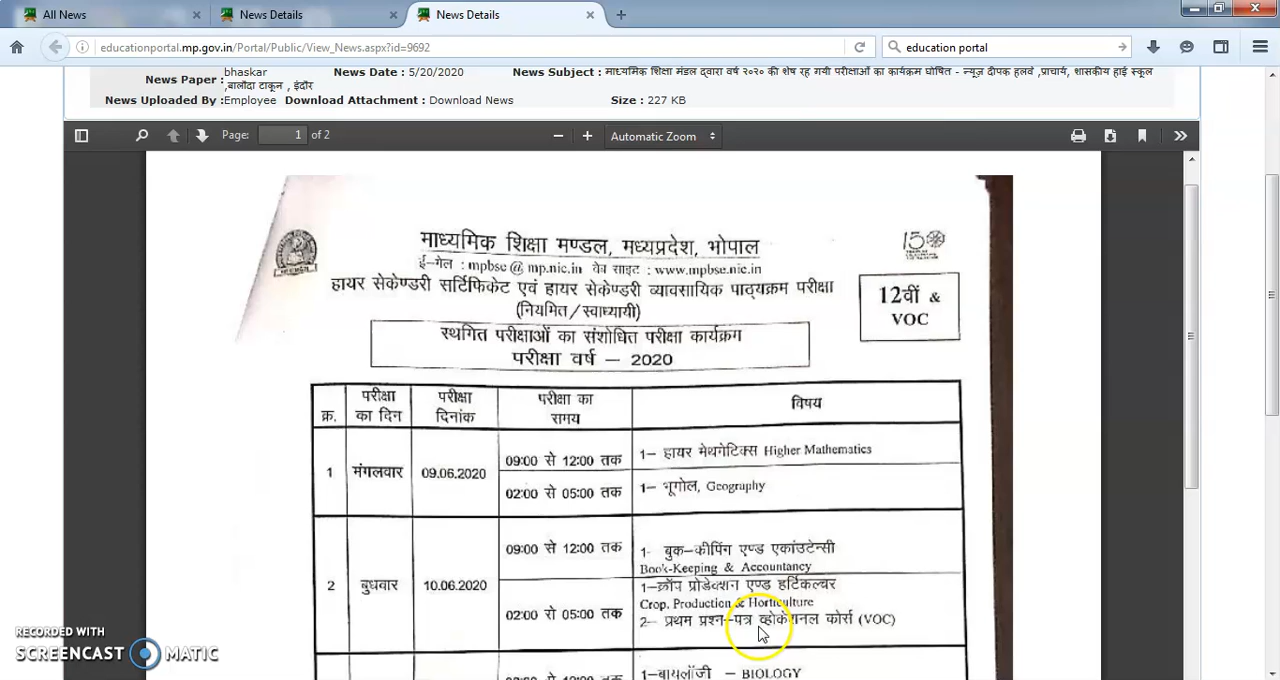 All News
News Details
News Details
educationportal.mp.gov.in/Portal/Public/View_News.aspx?id=9692
education portal
News Paper : bhaskar News Date : 5/20/2020 News Subject : माध्यमिक शिक्षा मंडल द्वारा वर्ष २०२० की शेष रह गयी परीक्षाओं का कार्यक्रम घोषित - न्यूज़ दीपक हलवे ,प्राचार्य, शासकीय हाई स्कूल
,बालोंदा टाकून , इंदौर
News Uploaded By :Employee Download Attachment : Download News Size : 227 KB
Page: 1 of 2 Automatic Zoom
माध्यमिक शिक्षा मण्डल, मध्यप्रदेश, भोपाल
ई-मेल : mpbse@mp.nic.in वेब साइट : www.mpbse.nic.in
हायर सेकेण्डरी सर्टिफिकेट एवं हायर सेकेण्डरी व्यावसायिक पाठ्यक्रम परीक्षा
(नियमित/स्वाध्यायी)
12वीं &
VOC
स्थगित परीक्षाओं का संशोधित परीक्षा कार्यक्रम
परीक्षा वर्ष – 2020
क्र. परीक्षा का दिन परीक्षा दिनांक परीक्षा का समय विषय
1 मंगलवार 09.06.2020 09:00 से 12:00 तक 1– हायर मेथमेटिक्स Higher Mathematics
02:00 से 05:00 तक 1– भूगोल, Geography
2 बुधवार 10.06.2020 09:00 से 12:00 तक 1- बुक–कीपिंग एण्ड एकांउटेन्सी
Book-Keeping & Accountancy
02:00 से 05:00 तक 1–क्रॉप प्रोडेक्शन एण्ड हर्टिकल्चर
Crop, Production & Horticulture
2– प्रथम प्रश्न–पत्र व्होकेशनल कोर्स (VOC)
1–बायलॉजी – BIOLOGY
RECORDED WITH
SCREENCAST MATIC